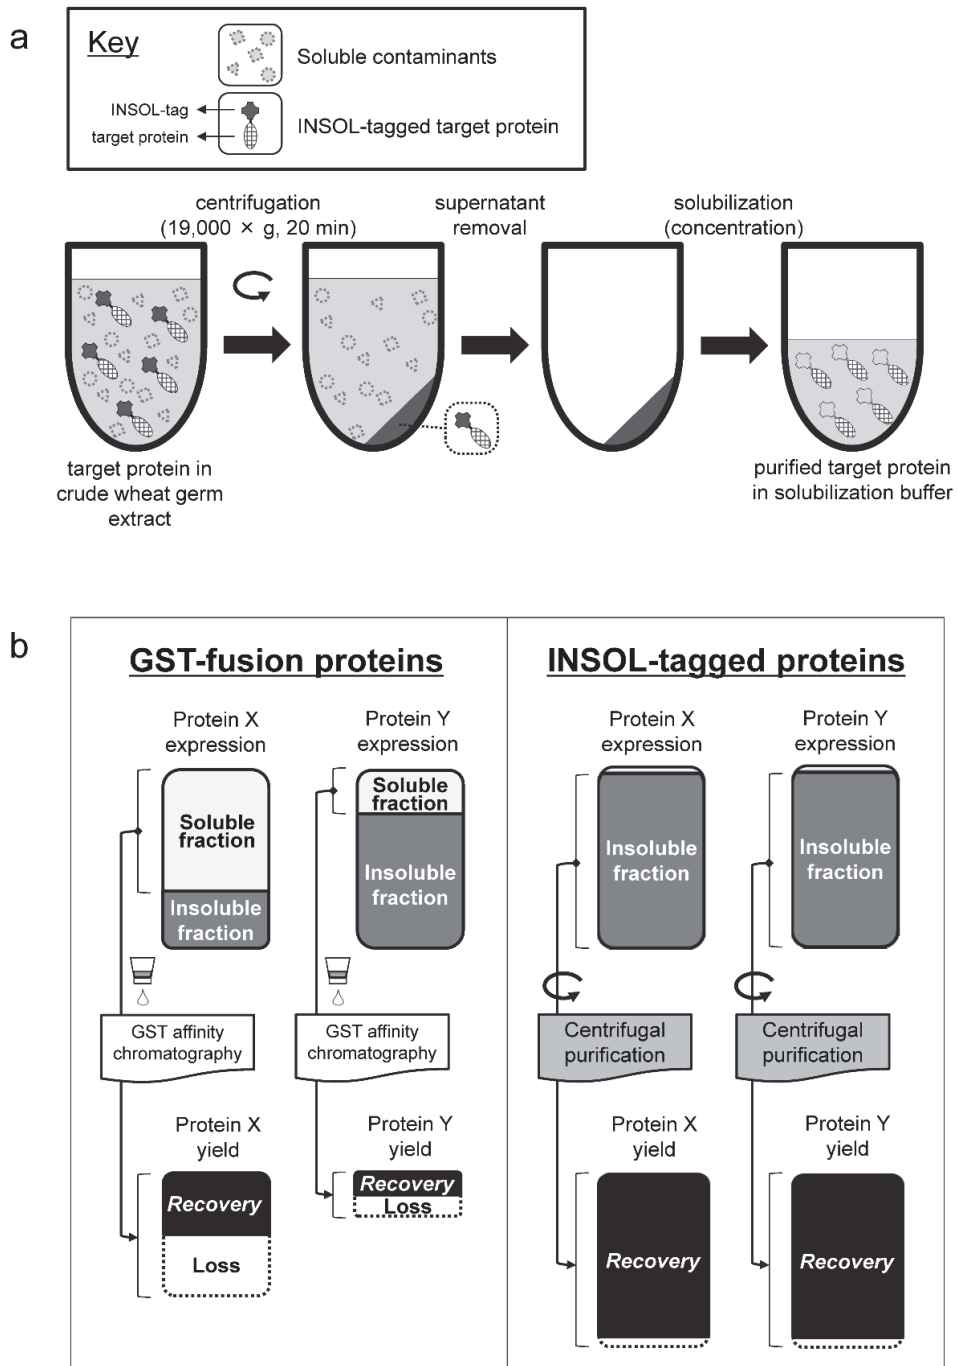 a
Key
Soluble contaminants
INSOL-tag
target protein
INSOL-tagged target protein
centrifugation
(19,000 × g, 20 min)
supernatant
removal
solubilization
(concentration)
target protein in
crude wheat germ
extract
purified target protein
in solubilization buffer
b
GST-fusion proteins
Protein X
expression
Soluble
fraction
Insoluble
fraction
GST affinity
chromatography
Protein X
yield
Recovery
Loss
Protein Y
expression
Soluble
fraction
Insoluble
fraction
GST affinity
chromatography
Protein Y
yield
Recovery
Loss
INSOL-tagged proteins
Protein X
expression
Insoluble
fraction
Centrifugal
purification
Protein X
yield
Recovery
Protein Y
expression
Insoluble
fraction
Centrifugal
purification
Protein Y
yield
Recovery